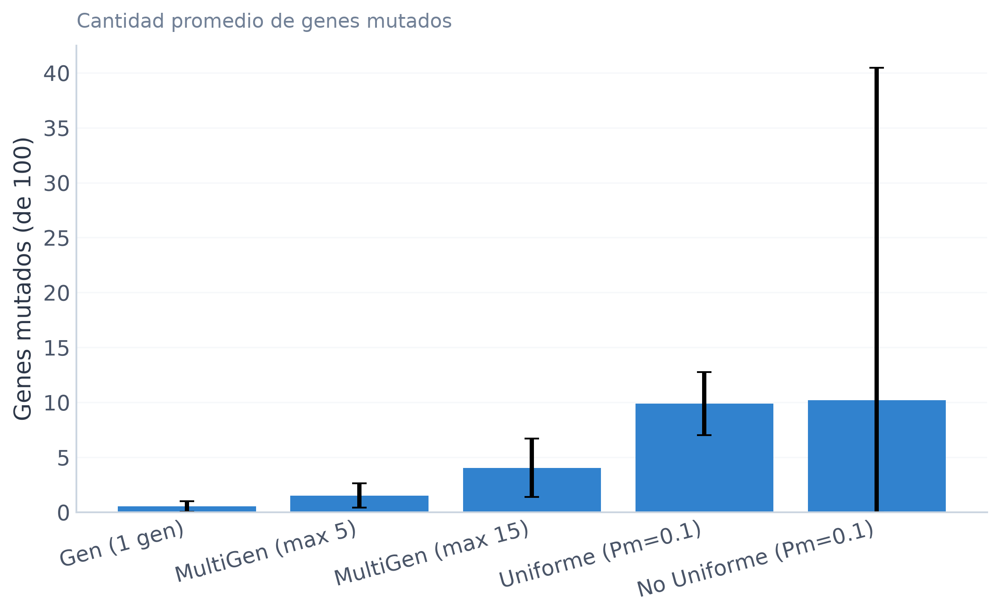 Cantidad promedio de genes mutados
Genes mutados (de 100)
40
35
30
25
20
15
10
5
0
Gen (1 gen)
MultiGen (max 5)
MultiGen (max 15)
Uniforme (Pm=0.1)
No Uniforme (Pm=0.1)